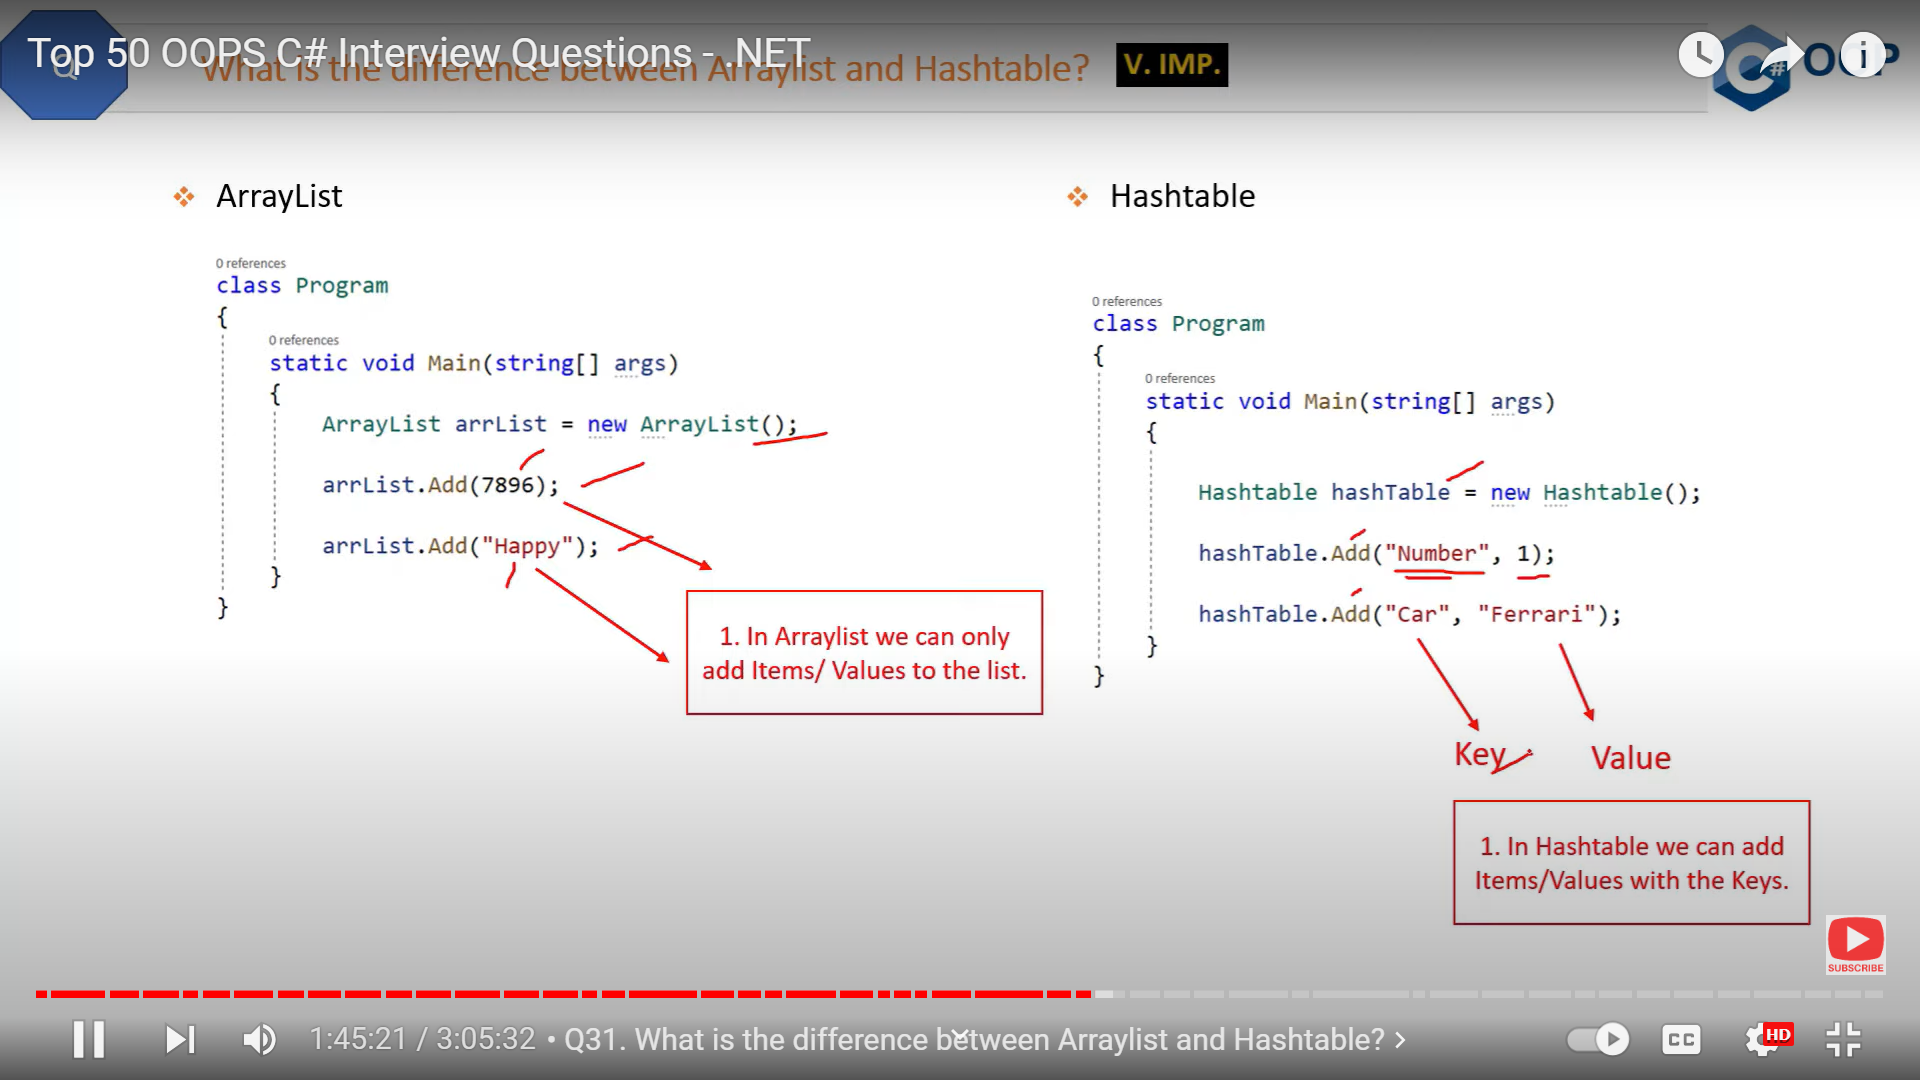 Top 50 OOPS C# Interview Questions - .NET
What is the difference between Arraylist and Hashtable?
V. IMP.
C# OOP
ArrayList
0 references
class Program
{
0 references
static void Main(string[] args)
{
ArrayList arrList = new ArrayList();
arrList.Add(7896);
arrList.Add("Happy");
}
}
1. In Arraylist we can only
add Items/ Values to the list.
Hashtable
0 references
class Program
{
0 references
static void Main(string[] args)
{
Hashtable hashTable = new Hashtable();
hashTable.Add("Number", 1);
hashTable.Add("Car", "Ferrari");
}
}
Key Value
1. In Hashtable we can add
Items/Values with the Keys.
SUBSCRIBE
1:45:21 / 3:05:32 • Q31. What is the difference between Arraylist and Hashtable? >
CC
HD